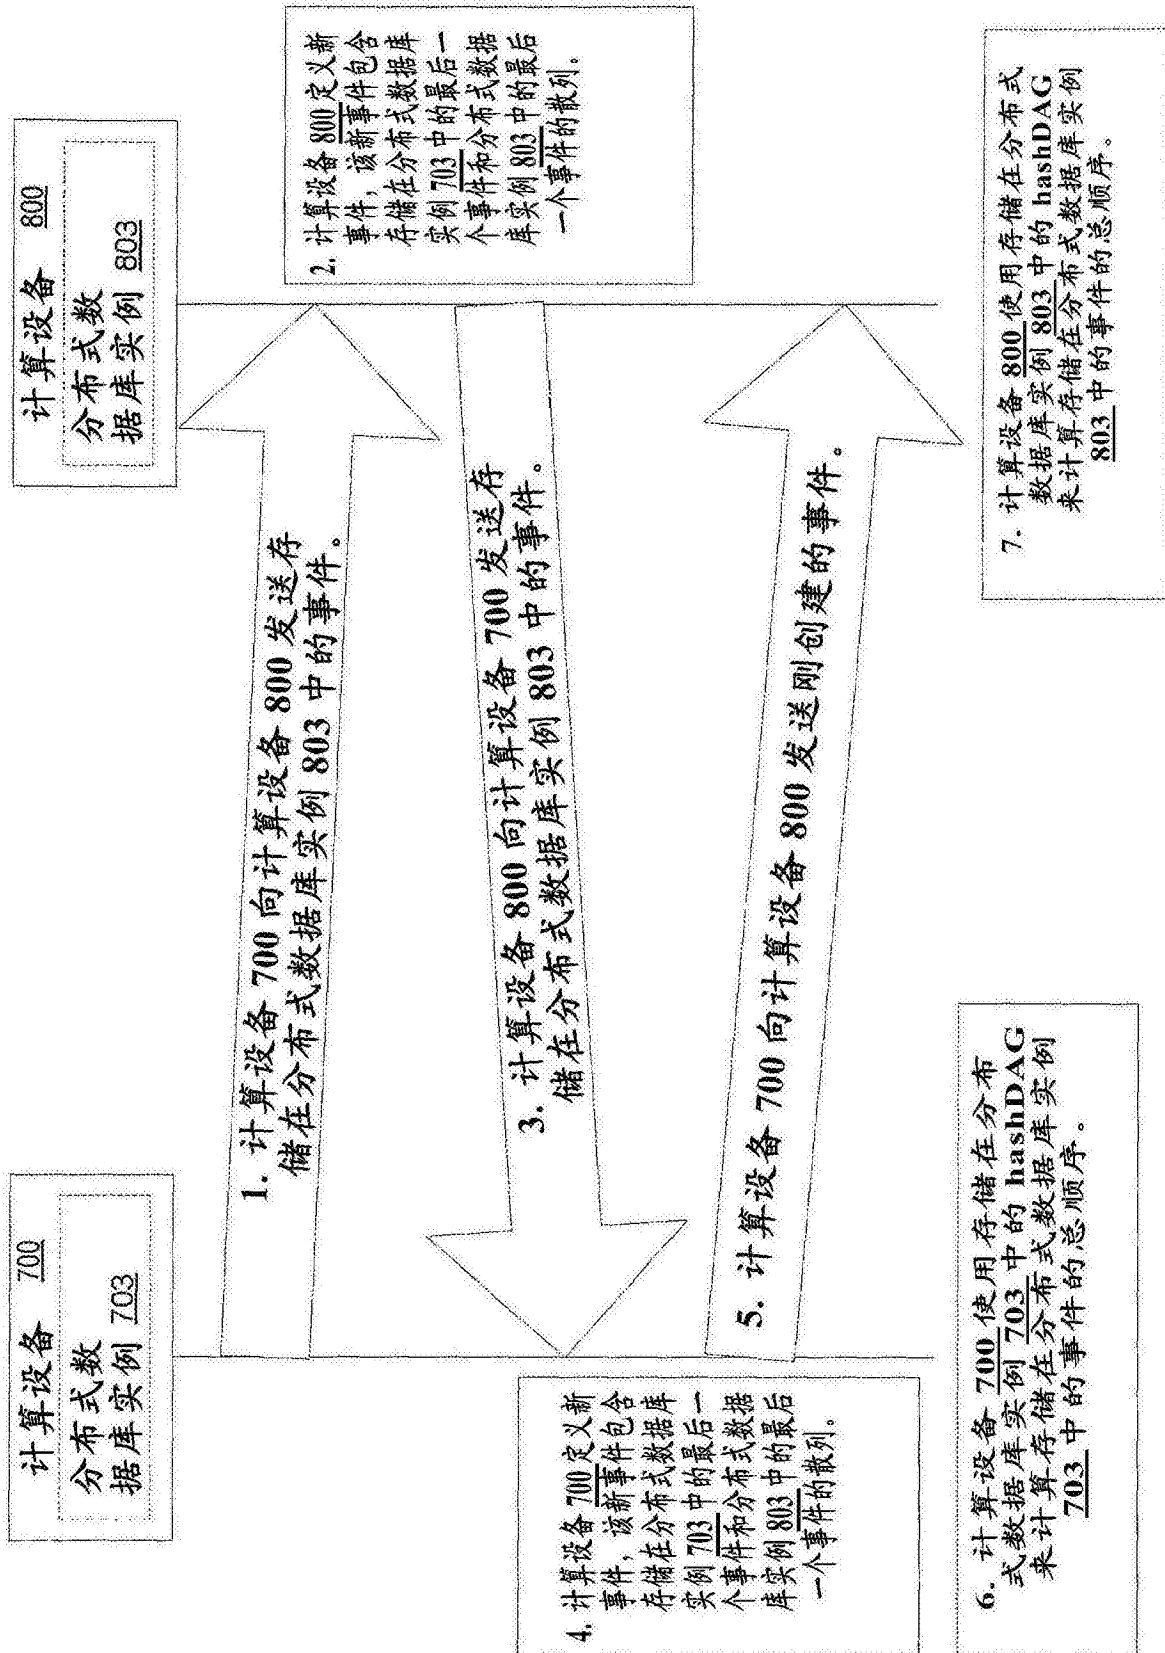 计算设备 700
分布式数
据库实例 703
计算设备 800
分布式数
据库实例 803
1. 计算设备 700 向计算设备 800 发送存
储在分布式数据库实例 803 中的事件。
2. 计算设备 800 定义新
事件，该新事件包含
存储在分布式数据库
实例 703 中的最后一
个事件和分布式数据
库实例 803 中的最后
一个事件的散列。
3. 计算设备 800 向计算设备 700 发送存
储在分布式数据库实例 803 中的事件。
4. 计算设备 700 定义新
事件，该新事件包含
存储在分布式数据库
实例 703 中的最后一
个事件和分布式数据
库实例 803 中的最后
一个事件的散列。
5. 计算设备 700 向计算设备 800 发送刚创建的事件。
6. 计算设备 700 使用存储在分布
式数据库实例 703 中的 hashDAG
来计算存储在分布式数据库实例
703 中的事件的总顺序。
7. 计算设备 800 使用存储在分布式
数据库实例 803 中的 hashDAG
来计算存储在分布式数据库实例
803 中的事件的总顺序。